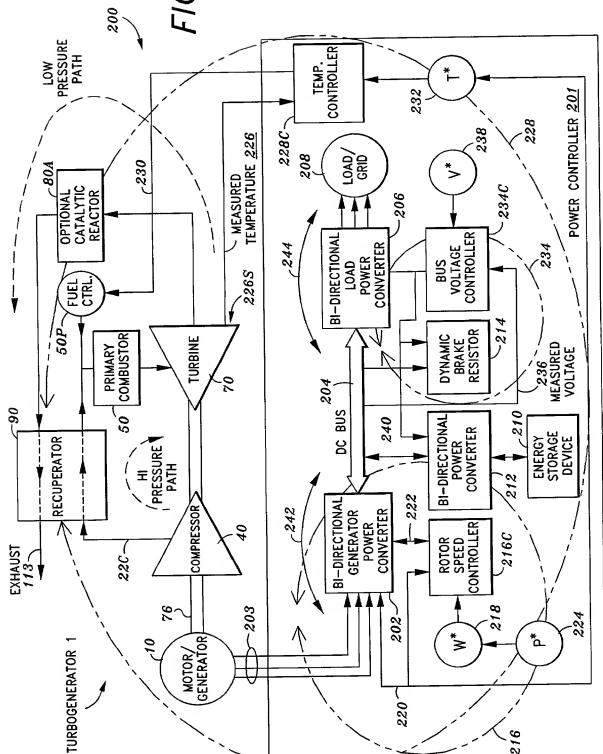 200
FIG
LOW
PRESSURE
PATH
80A
OPTIONAL
CATALYTIC
REACTOR
230
FUEL
CTRL.
50P
90
RECUPERATOR
PRIMARY
COMBUSTOR
50
TURBINE
70
226S
MEASURED
TEMPERATURE 226
TEMP.
CONTROLLER
228C
T*
232
228
EXHAUST
113
22C
HI
PRESSURE
PATH
COMPRESSOR
40
76
TURBOGENERATOR 1
10
MOTOR/
GENERATOR
203
LOAD/
GRID
208
244
BI-DIRECTIONAL
LOAD
POWER
CONVERTER
206
V*
238
BUS
VOLTAGE
CONTROLLER
234C
234
POWER CONTROLLER 201
204
DC BUS
DYNAMIC
BRAKE
RESISTOR
214
236
MEASURED
VOLTAGE
240
242
BI-DIRECTIONAL
GENERATOR
POWER
CONVERTER
202
BI-DIRECTIONAL
POWER
CONVERTER
212
210
ENERGY
STORAGE
DEVICE
222
ROTOR
SPEED
CONTROLLER
216C
W*
218
P*
224
220
216